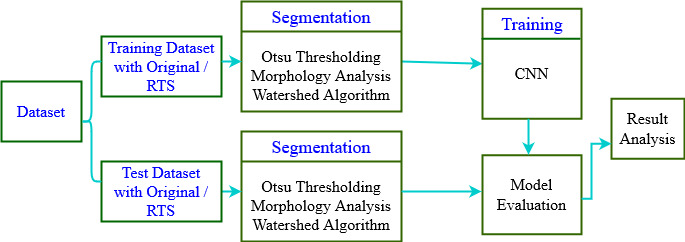 Dataset
Training Dataset
with Original /
RTS
Segmentation
Otsu Thresholding
Morphology Analysis
Watershed Algorithm
Training
CNN
Test Dataset
with Original /
RTS
Segmentation
Otsu Thresholding
Morphology Analysis
Watershed Algorithm
Model
Evaluation
Result
Analysis